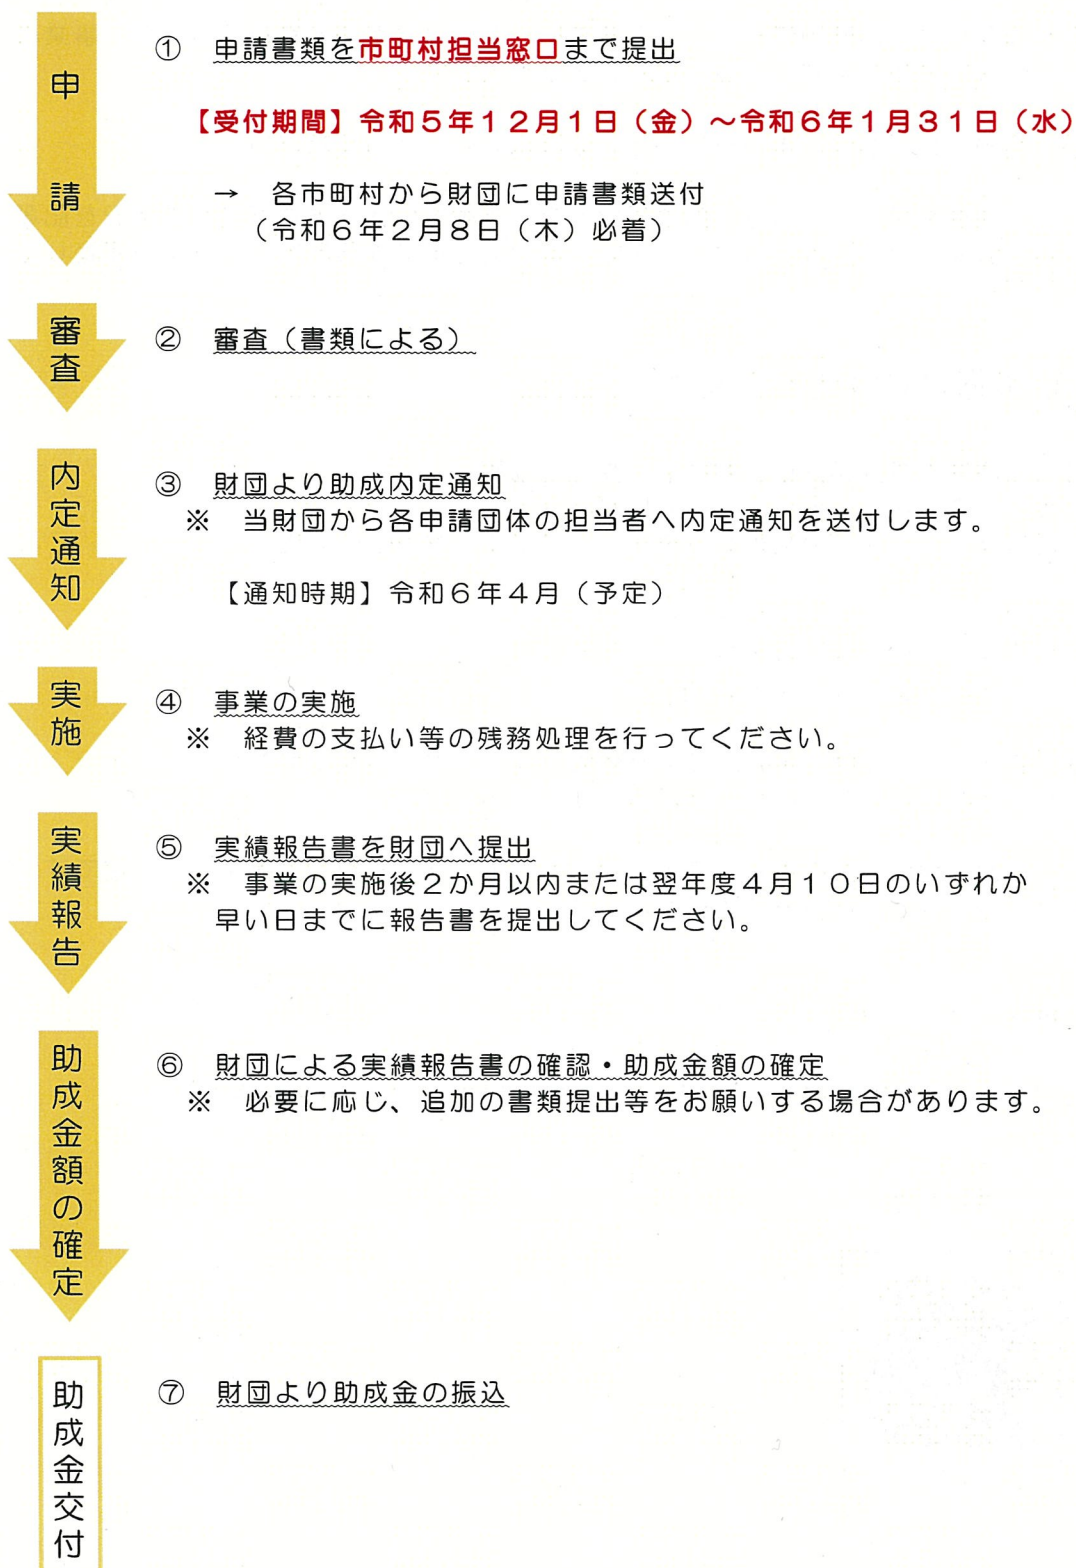 申請
① 申請書類を市町村担当窓口まで提出
【受付期間】令和5年12月1日（金）～令和6年1月31日（水）
→ 各市町村から財団に申請書類送付
（令和6年2月8日（木）必着）
審査
② 審査（書類による）
内定通知
③ 財団より助成内定通知
※ 当財団から各申請団体の担当者へ内定通知を送付します。
【通知時期】令和6年4月（予定）
実施
④ 事業の実施
※ 経費の支払い等の残務処理を行ってください。
実績報告
⑤ 実績報告書を財団へ提出
※ 事業の実施後2か月以内または翌年度4月10日のいずれか
早い日までに報告書を提出してください。
助成金額の確定
⑥ 財団による実績報告書の確認・助成金額の確定
※ 必要に応じ、追加の書類提出等をお願いする場合があります。
助成金交付
⑦ 財団より助成金の振込